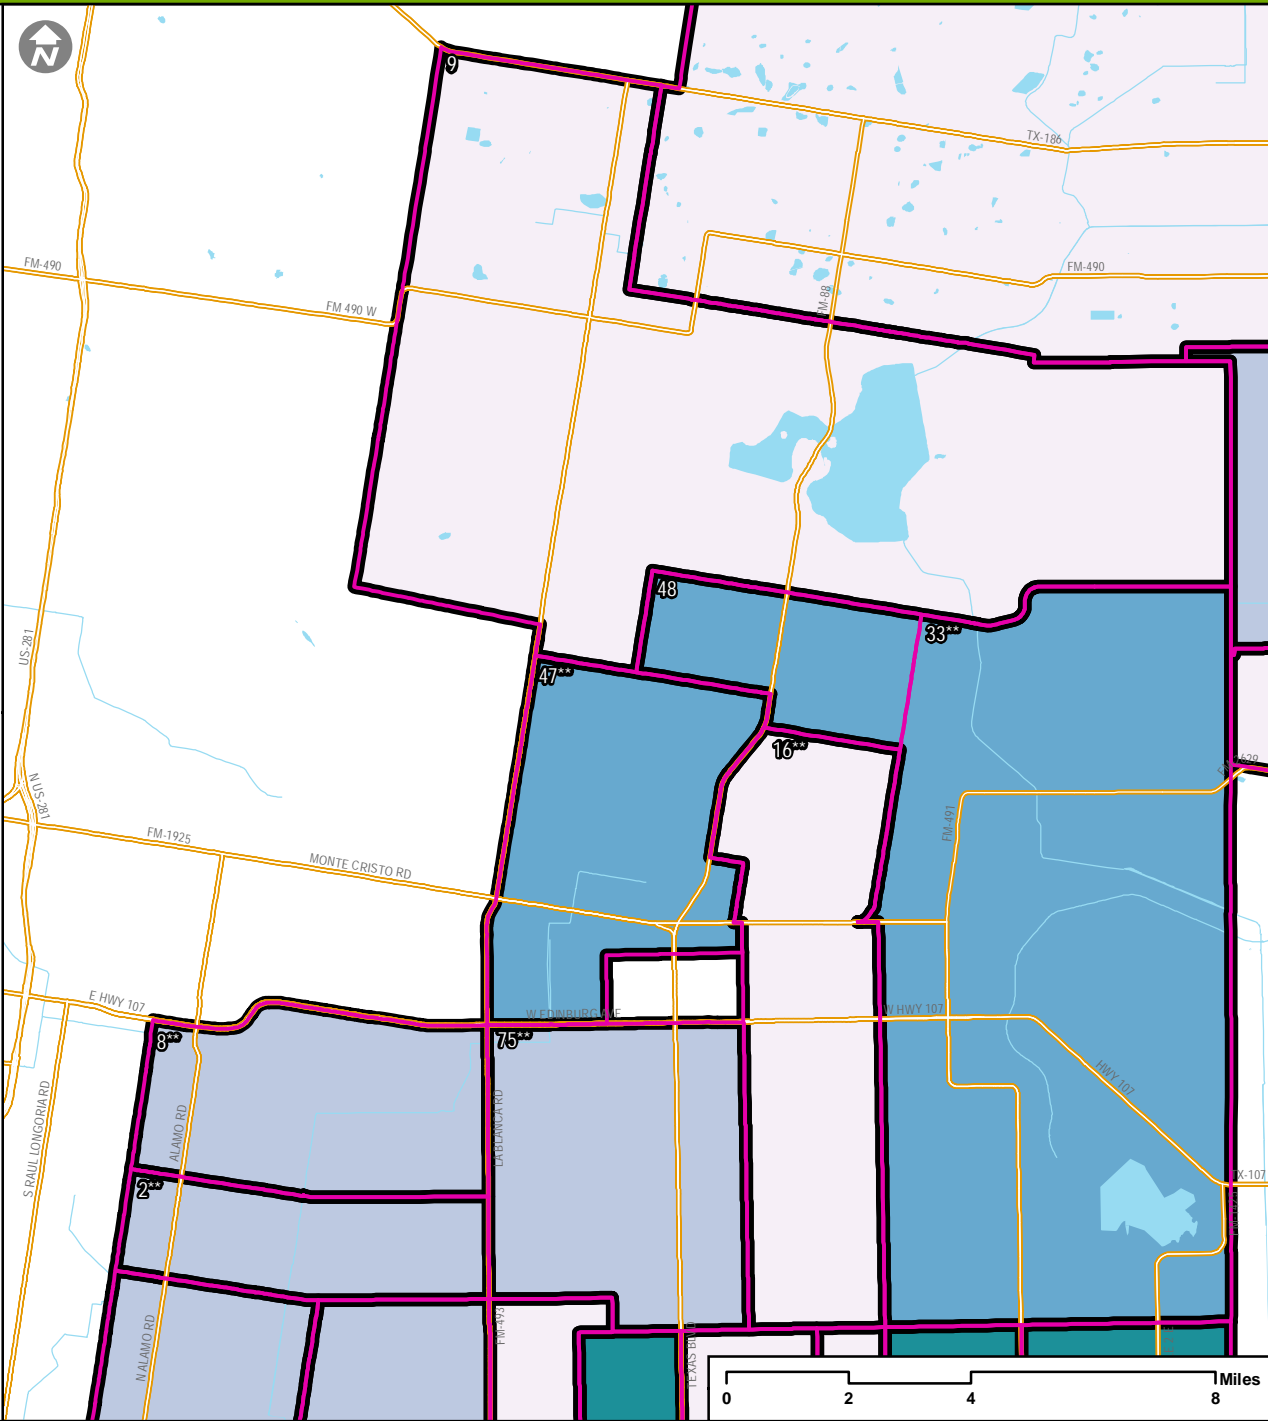 N
9
TX-186
FM-490
FM-490
FM 490 W
FM-88
48
US-281
33**
47**
16**
N US-281
FM-1925
MONTE CRISTO RD
FM-491
E HWY 107
W EDINBURG AVE
W HWY 107
8**
75**
HWY 107
S RAUL LONGORIA RD
ALAMO RD
LA BLANCA RD
2**
TX-107
N ALAMO RD
FM-493
TEXAS BLVD
Miles
0 2 4 8